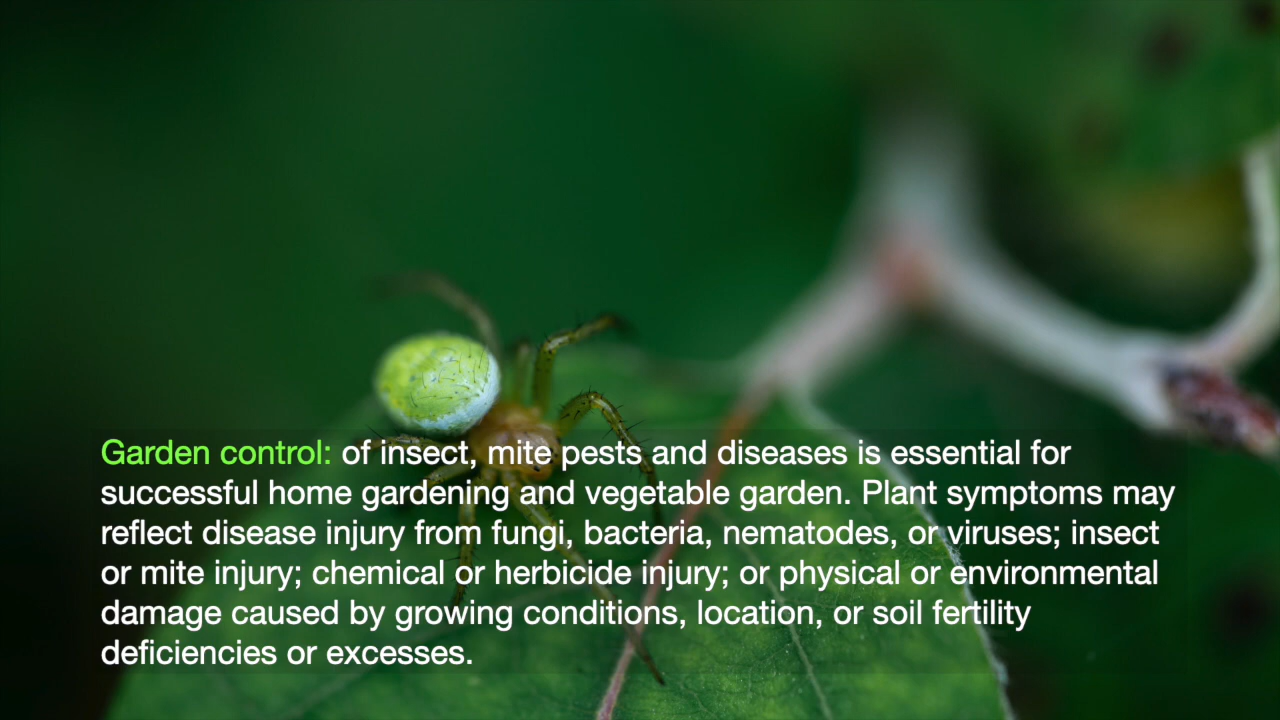 Garden control: of insect, mite pests and diseases is essential for
successful home gardening and vegetable garden. Plant symptoms may
reflect disease injury from fungi, bacteria, nematodes, or viruses; insect
or mite injury; chemical or herbicide injury; or physical or environmental
damage caused by growing conditions, location, or soil fertility
deficiencies or excesses.